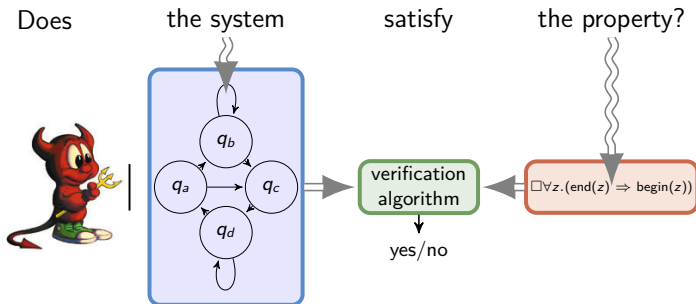 Does the system satisfy the property?
q_b
q_a
q_c
q_d
verification
algorithm
□∀z.(end(z) ⇒ begin(z))
yes/no